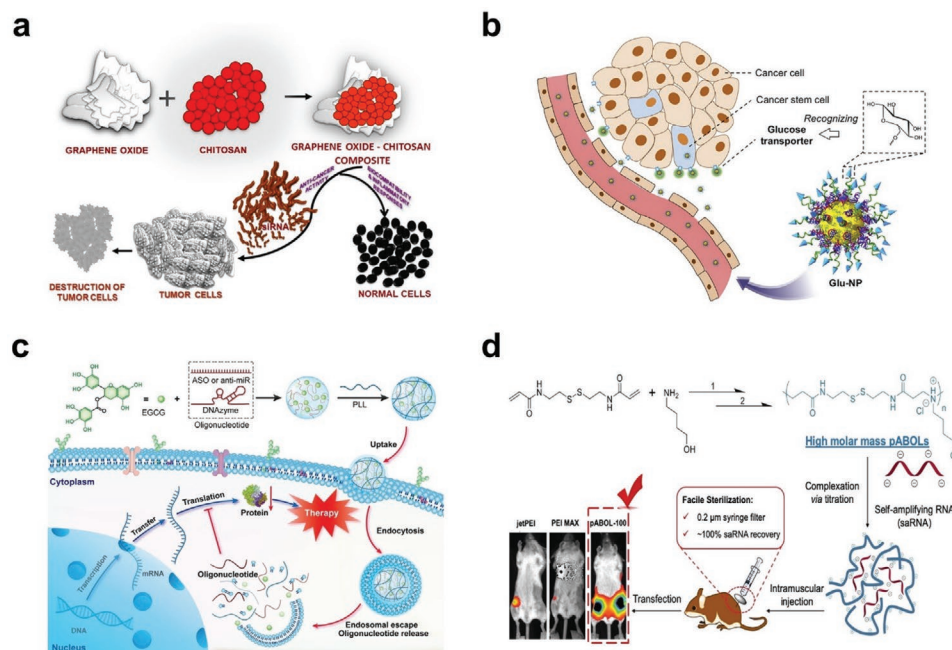 a
GRAPHENE OXIDE
CHITOSAN
GRAPHENE OXIDE - CHITOSAN
COMPOSITE
ANTI-CANCER
ACTIVITY
siRNA
DESTRUCTION OF
TUMOR CELLS
TUMOR CELLS
NORMAL CELLS
b
Cancer cell
Cancer stem cell
Recognizing
Glucose
transporter
Glu-NP
c
ASO or anti-miR
DNAzyme
Oligonucleotide
= EGCG
PLL
Uptake
Cytoplasm
Transfer
Translation
Protein
Therapy
Endocytosis
Transcription
mRNA
Oligonucleotide
DNA
Nucleus
Endosomal escape
Oligonucleotide release
d
1
2
High molar mass pABOLs
Complexation
via titration
Self-amplifying RNA
(saRNA)
Facile Sterilization:
✓ 0.2 μm syringe filter
✓ ~100% saRNA recovery
jetPEI
PEI MAX
pABOL-100
Transfection
Intramuscular
injection